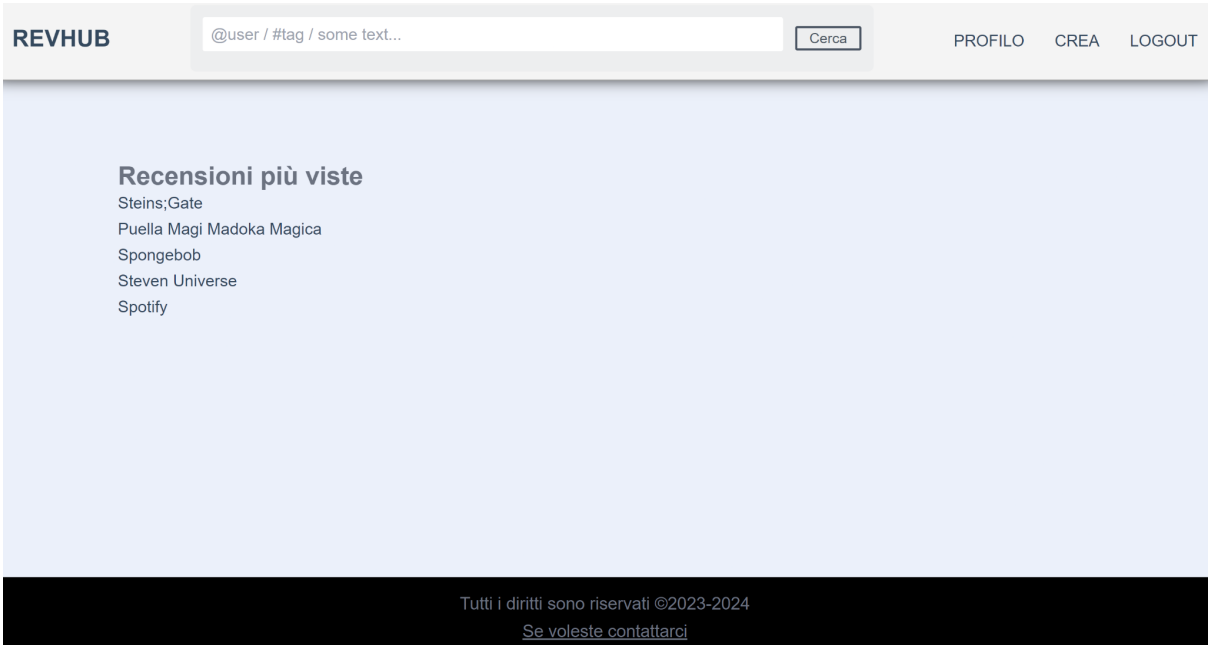 REVHUB
@user / #tag / some text...
Cerca
PROFILO
CREA
LOGOUT
Recensioni più viste
Steins;Gate
Puella Magi Madoka Magica
Spongebob
Steven Universe
Spotify
Tutti i diritti sono riservati ©2023-2024
Se voleste contattarci